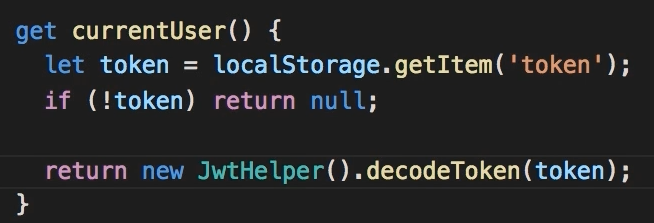 get currentUser() {
  let token = localStorage.getItem('token');
  if (!token) return null;

  return new JwtHelper().decodeToken(token);
}